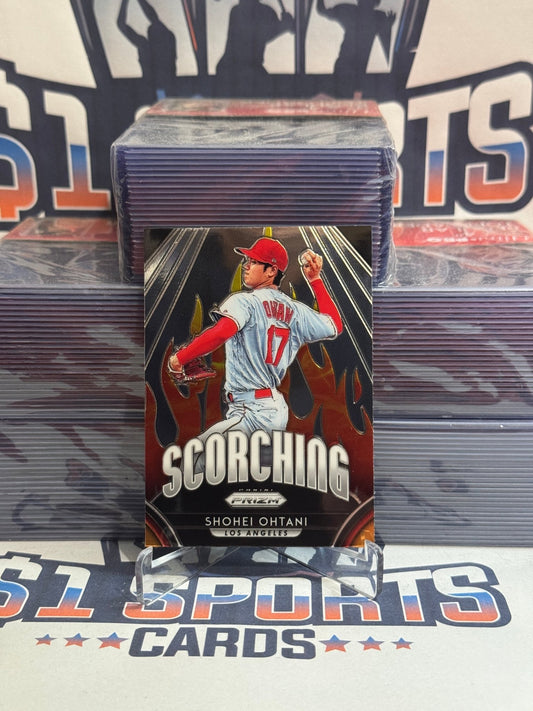 $1 SPORTS
OHTANI
17
SCORCHING
PANINI
PRIZM
SHOHEI OHTANI
LOS ANGELES
$1 SPORTS
CARDS